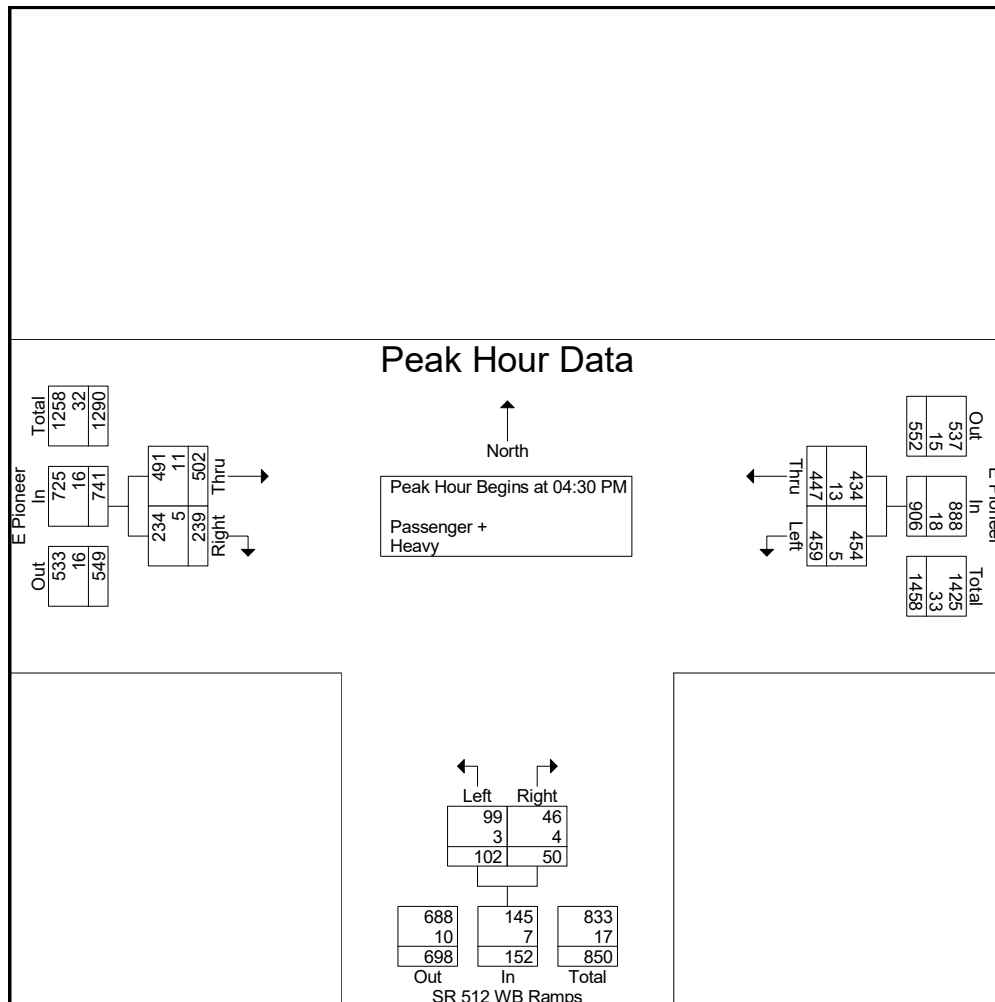 Peak Hour Data
North
Peak Hour Begins at 04:30 PM
Passenger +
Heavy
E Pioneer
Total
1258
32
1290
In
725
16
741
Out
533
16
549
Thru
491
11
502
Right
234
5
239
E Pioneer
Out
537
15
552
In
888
18
906
Total
1425
33
1458
Thru
434
13
447
Left
454
5
459
Left Right
99 46
3 4
102 50
688 145 833
10 7 17
698 152 850
Out In Total
SR 512 WB Ramps